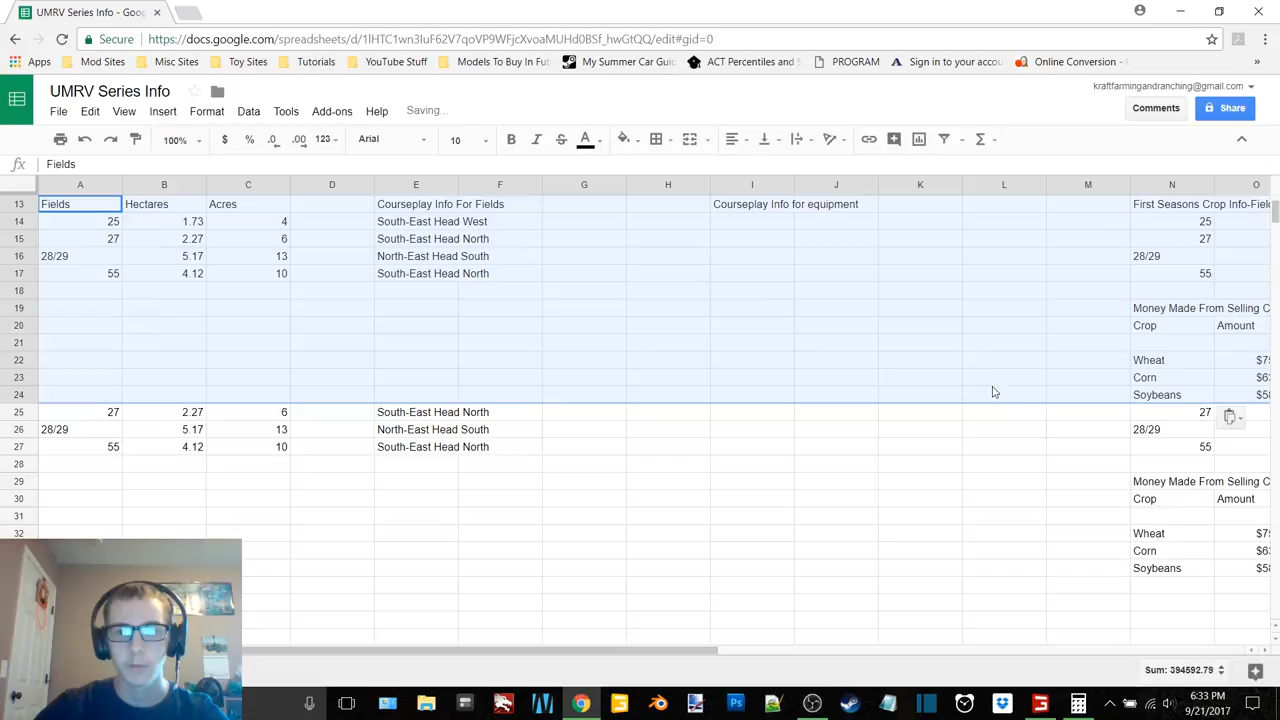 UMRV Series Info - Goog
Secure https://docs.google.com/spreadsheets/d/1lHTC1wn3IuF62V7qoVP9WFjcXvoaMUHd0BSf_hwGtQQ/edit#gid=0
Apps Mod Sites Misc Sites Toy Sites Tutorials YouTube Stuff Models To Buy In Fut My Summer Car Guid ACT Percentiles and S PROGRAM Sign in to your accou Online Conversion - »
UMRV Series Info kraftfarmingandranching@gmail.com
File Edit View Insert Format Data Tools Add-ons Help Saving... Comments Share
100% $ % .0 .00 123 Arial 10 B I S A Σ
fx Fields
A B C D E F G H I J K L M N O
13 Fields Hectares Acres Courseplay Info For Fields Courseplay Info for equipment First Seasons Crop Info-Field
14 25 1.73 4 South-East Head West 25
15 27 2.27 6 South-East Head North 27
16 28/29 5.17 13 North-East Head South 28/29
17 55 4.12 10 South-East Head North 55
18
19 Money Made From Selling C
20 Crop Amount
21
22 Wheat $75
23 Corn $63
24 Soybeans $58
25 27 2.27 6 South-East Head North 27
26 28/29 5.17 13 North-East Head South 28/29
27 55 4.12 10 South-East Head North 55
28
29 Money Made From Selling C
30 Crop Amount
31
32 Wheat $75
Corn $63
Soybeans $58
Sum: 394592.79
6:33 PM
9/21/2017